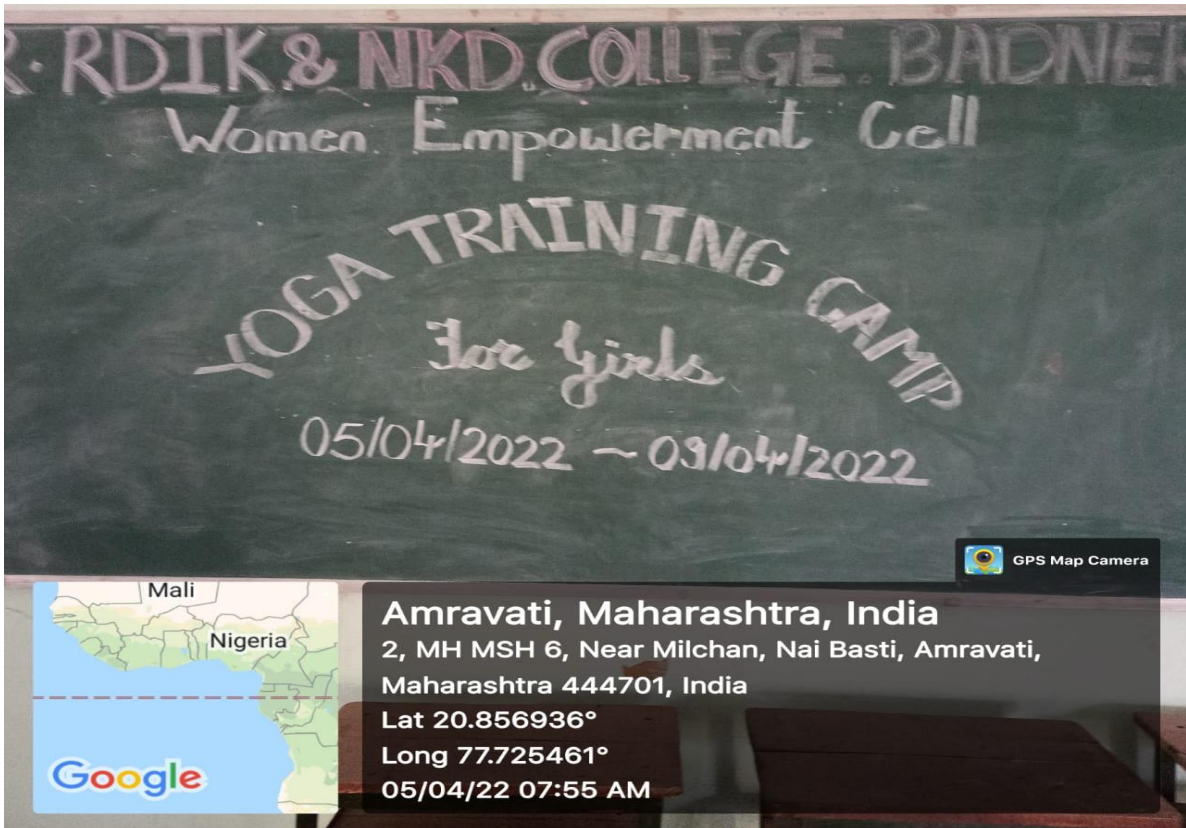 R. RDIK & NKD COLLEGE BADNER
Women Empowerment Cell
YOGA TRAINING CAMP
For Girls
05/04/2022 ~ 09/04/2022
GPS Map Camera
Mali
Nigeria
Google
Amravati, Maharashtra, India
2, MH MSH 6, Near Milchan, Nai Basti, Amravati,
Maharashtra 444701, India
Lat 20.856936°
Long 77.725461°
05/04/22 07:55 AM